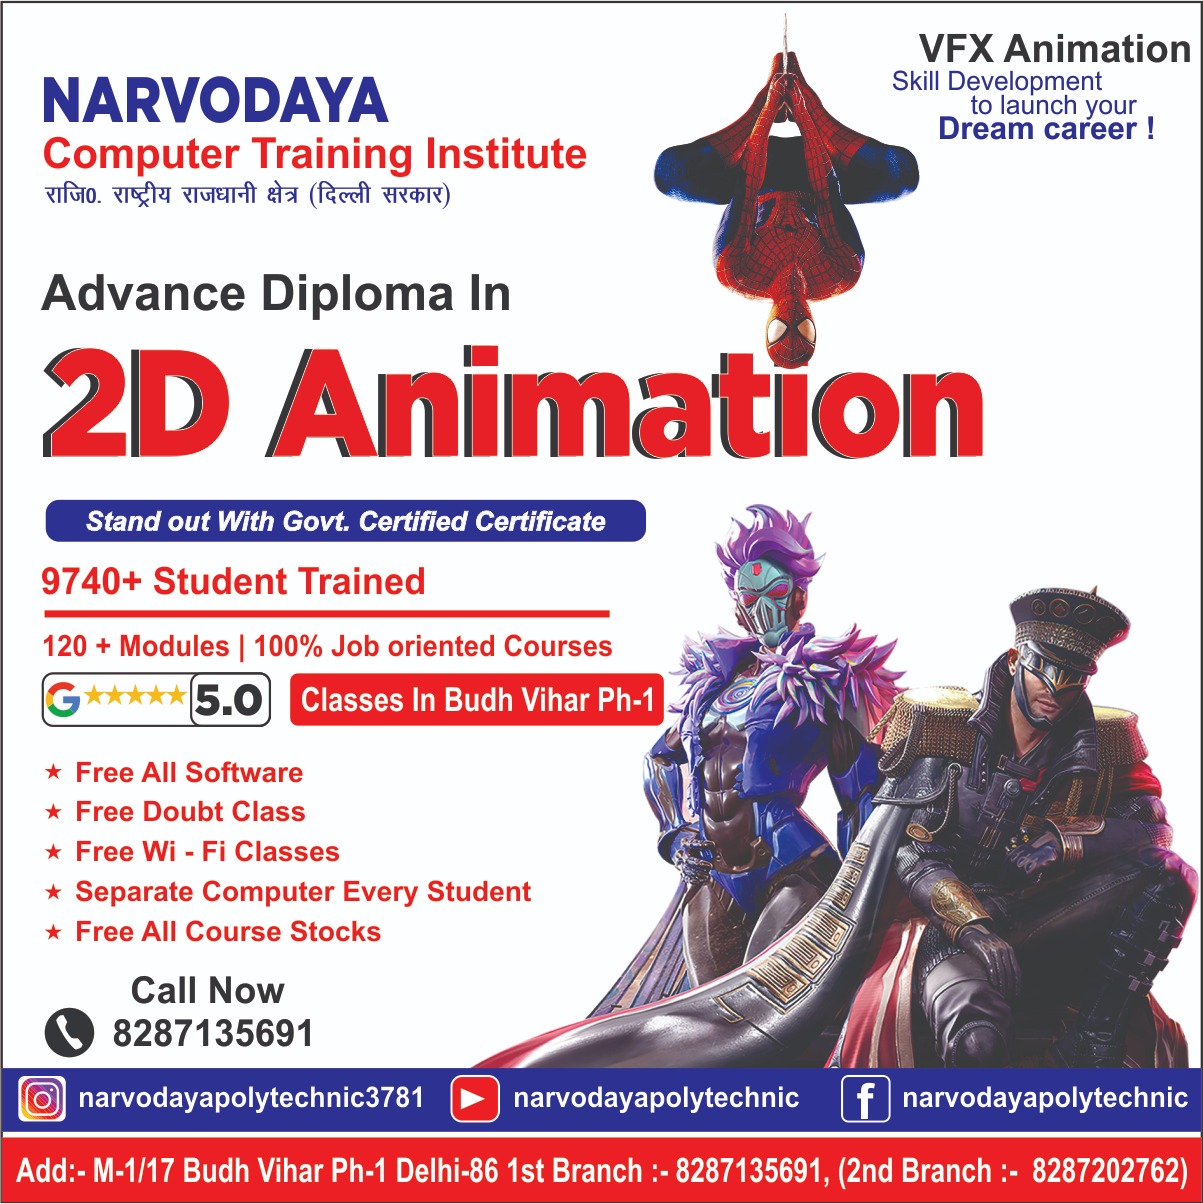 NARVODAYA
Computer Training Institute
राजि0. राष्ट्रीय राजधानी क्षेत्र (दिल्ली सरकार)
VFX Animation
Skill Development
to launch your
Dream career !
Advance Diploma In
2D Animation
Stand out With Govt. Certified Certificate
9740+ Student Trained
120 + Modules | 100% Job oriented Courses
G ★★★★★ 5.0
Classes In Budh Vihar Ph-1
★ Free All Software
★ Free Doubt Class
★ Free Wi - Fi Classes
★ Separate Computer Every Student
★ Free All Course Stocks
Call Now
8287135691
narvodayapolytechnic3781 narvodayapolytechnic f narvodayapolytechnic
Add:- M-1/17 Budh Vihar Ph-1 Delhi-86 1st Branch :- 8287135691, (2nd Branch :- 8287202762)